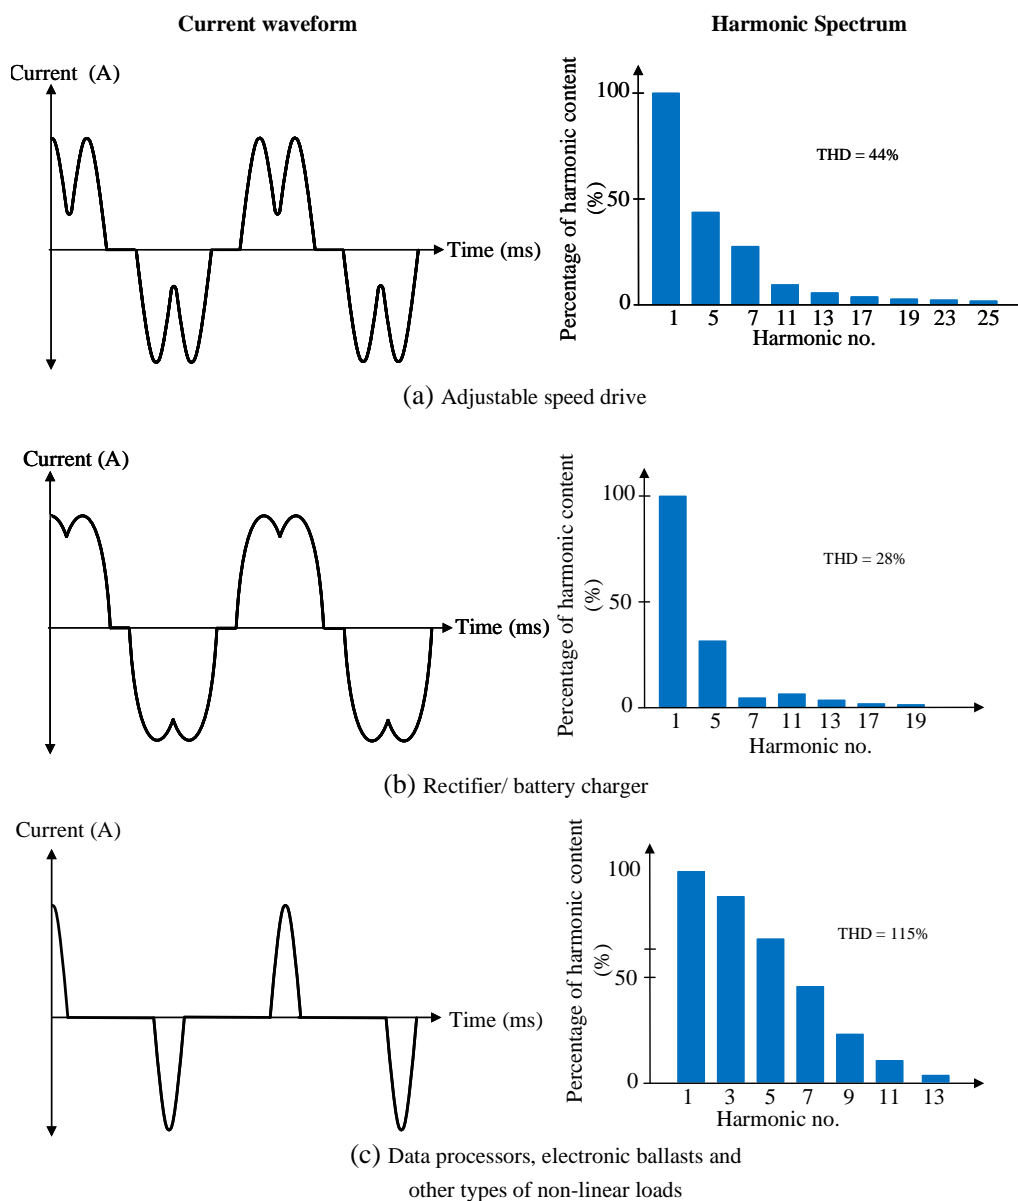 Current waveform
Harmonic Spectrum
Current (A)
Time (ms)
Percentage of harmonic content
(%)
100
50
0
THD = 44%
1 5 7 11 13 17 19 23 25
Harmonic no.
(a) Adjustable speed drive
Current (A)
Time (ms)
Percentage of harmonic content
(%)
100
50
0
THD = 28%
1 5 7 11 13 17 19
Harmonic no.
(b) Rectifier/ battery charger
Current (A)
Time (ms)
Percentage of harmonic content
(%)
100
50
0
THD = 115%
1 3 5 7 9 11 13
Harmonic no.
(c) Data processors, electronic ballasts and
other types of non-linear loads